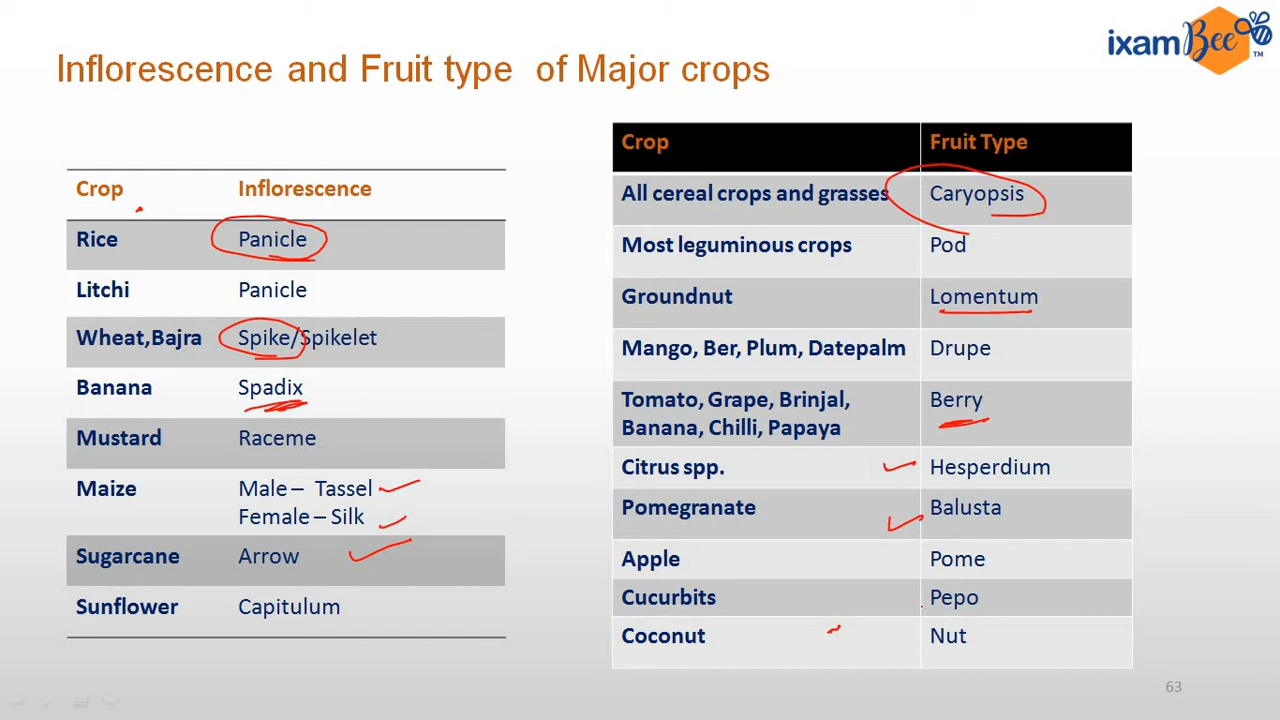 ixamBee
TM
Inflorescence and Fruit type of Major crops
Crop Inflorescence
Rice Panicle
Litchi Panicle
Wheat,Bajra Spike/Spikelet
Banana Spadix
Mustard Raceme
Maize Male – Tassel
Female – Silk
Sugarcane Arrow
Sunflower Capitulum
Crop Fruit Type
All cereal crops and grasses Caryopsis
Most leguminous crops Pod
Groundnut Lomentum
Mango, Ber, Plum, Datepalm Drupe
Tomato, Grape, Brinjal, Berry
Banana, Chilli, Papaya
Citrus spp. Hesperdium
Pomegranate Balusta
Apple Pome
Cucurbits Pepo
Coconut Nut
63